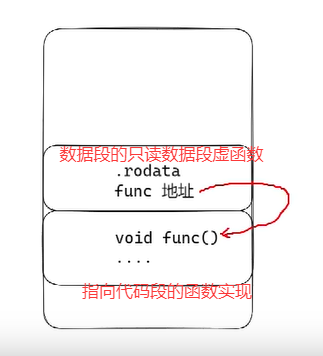 数据段的只读数据段虚函数
.rodata
func 地址
void func()
....
指向代码段的函数实现